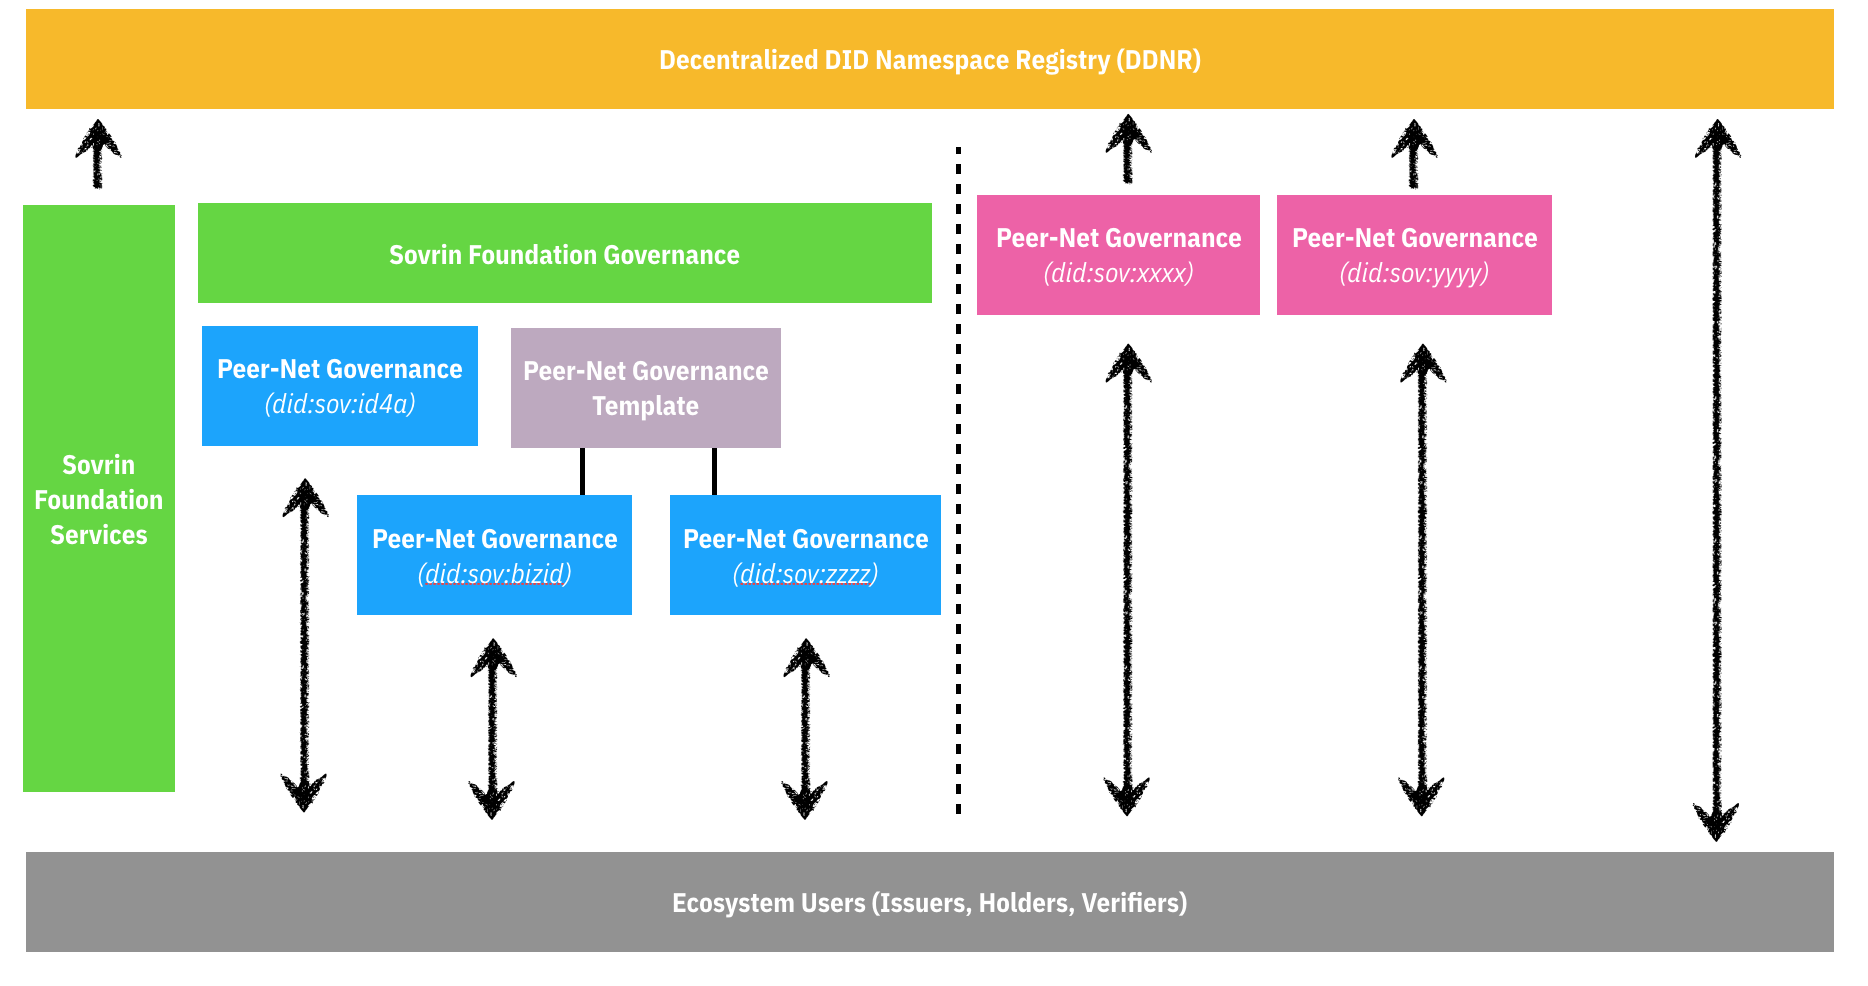 Decentralized DID Namespace Registry (DDNR)
Sovrin Foundation Governance
Peer-Net Governance
(did:sov:xxxx)
Peer-Net Governance
(did:sov:yyyy)
Peer-Net Governance
(did:sov:id4a)
Peer-Net Governance
Template
Sovrin
Foundation
Services
Peer-Net Governance
(did:sov:bizid)
Peer-Net Governance
(did:sov:zzzz)
Ecosystem Users (Issuers, Holders, Verifiers)